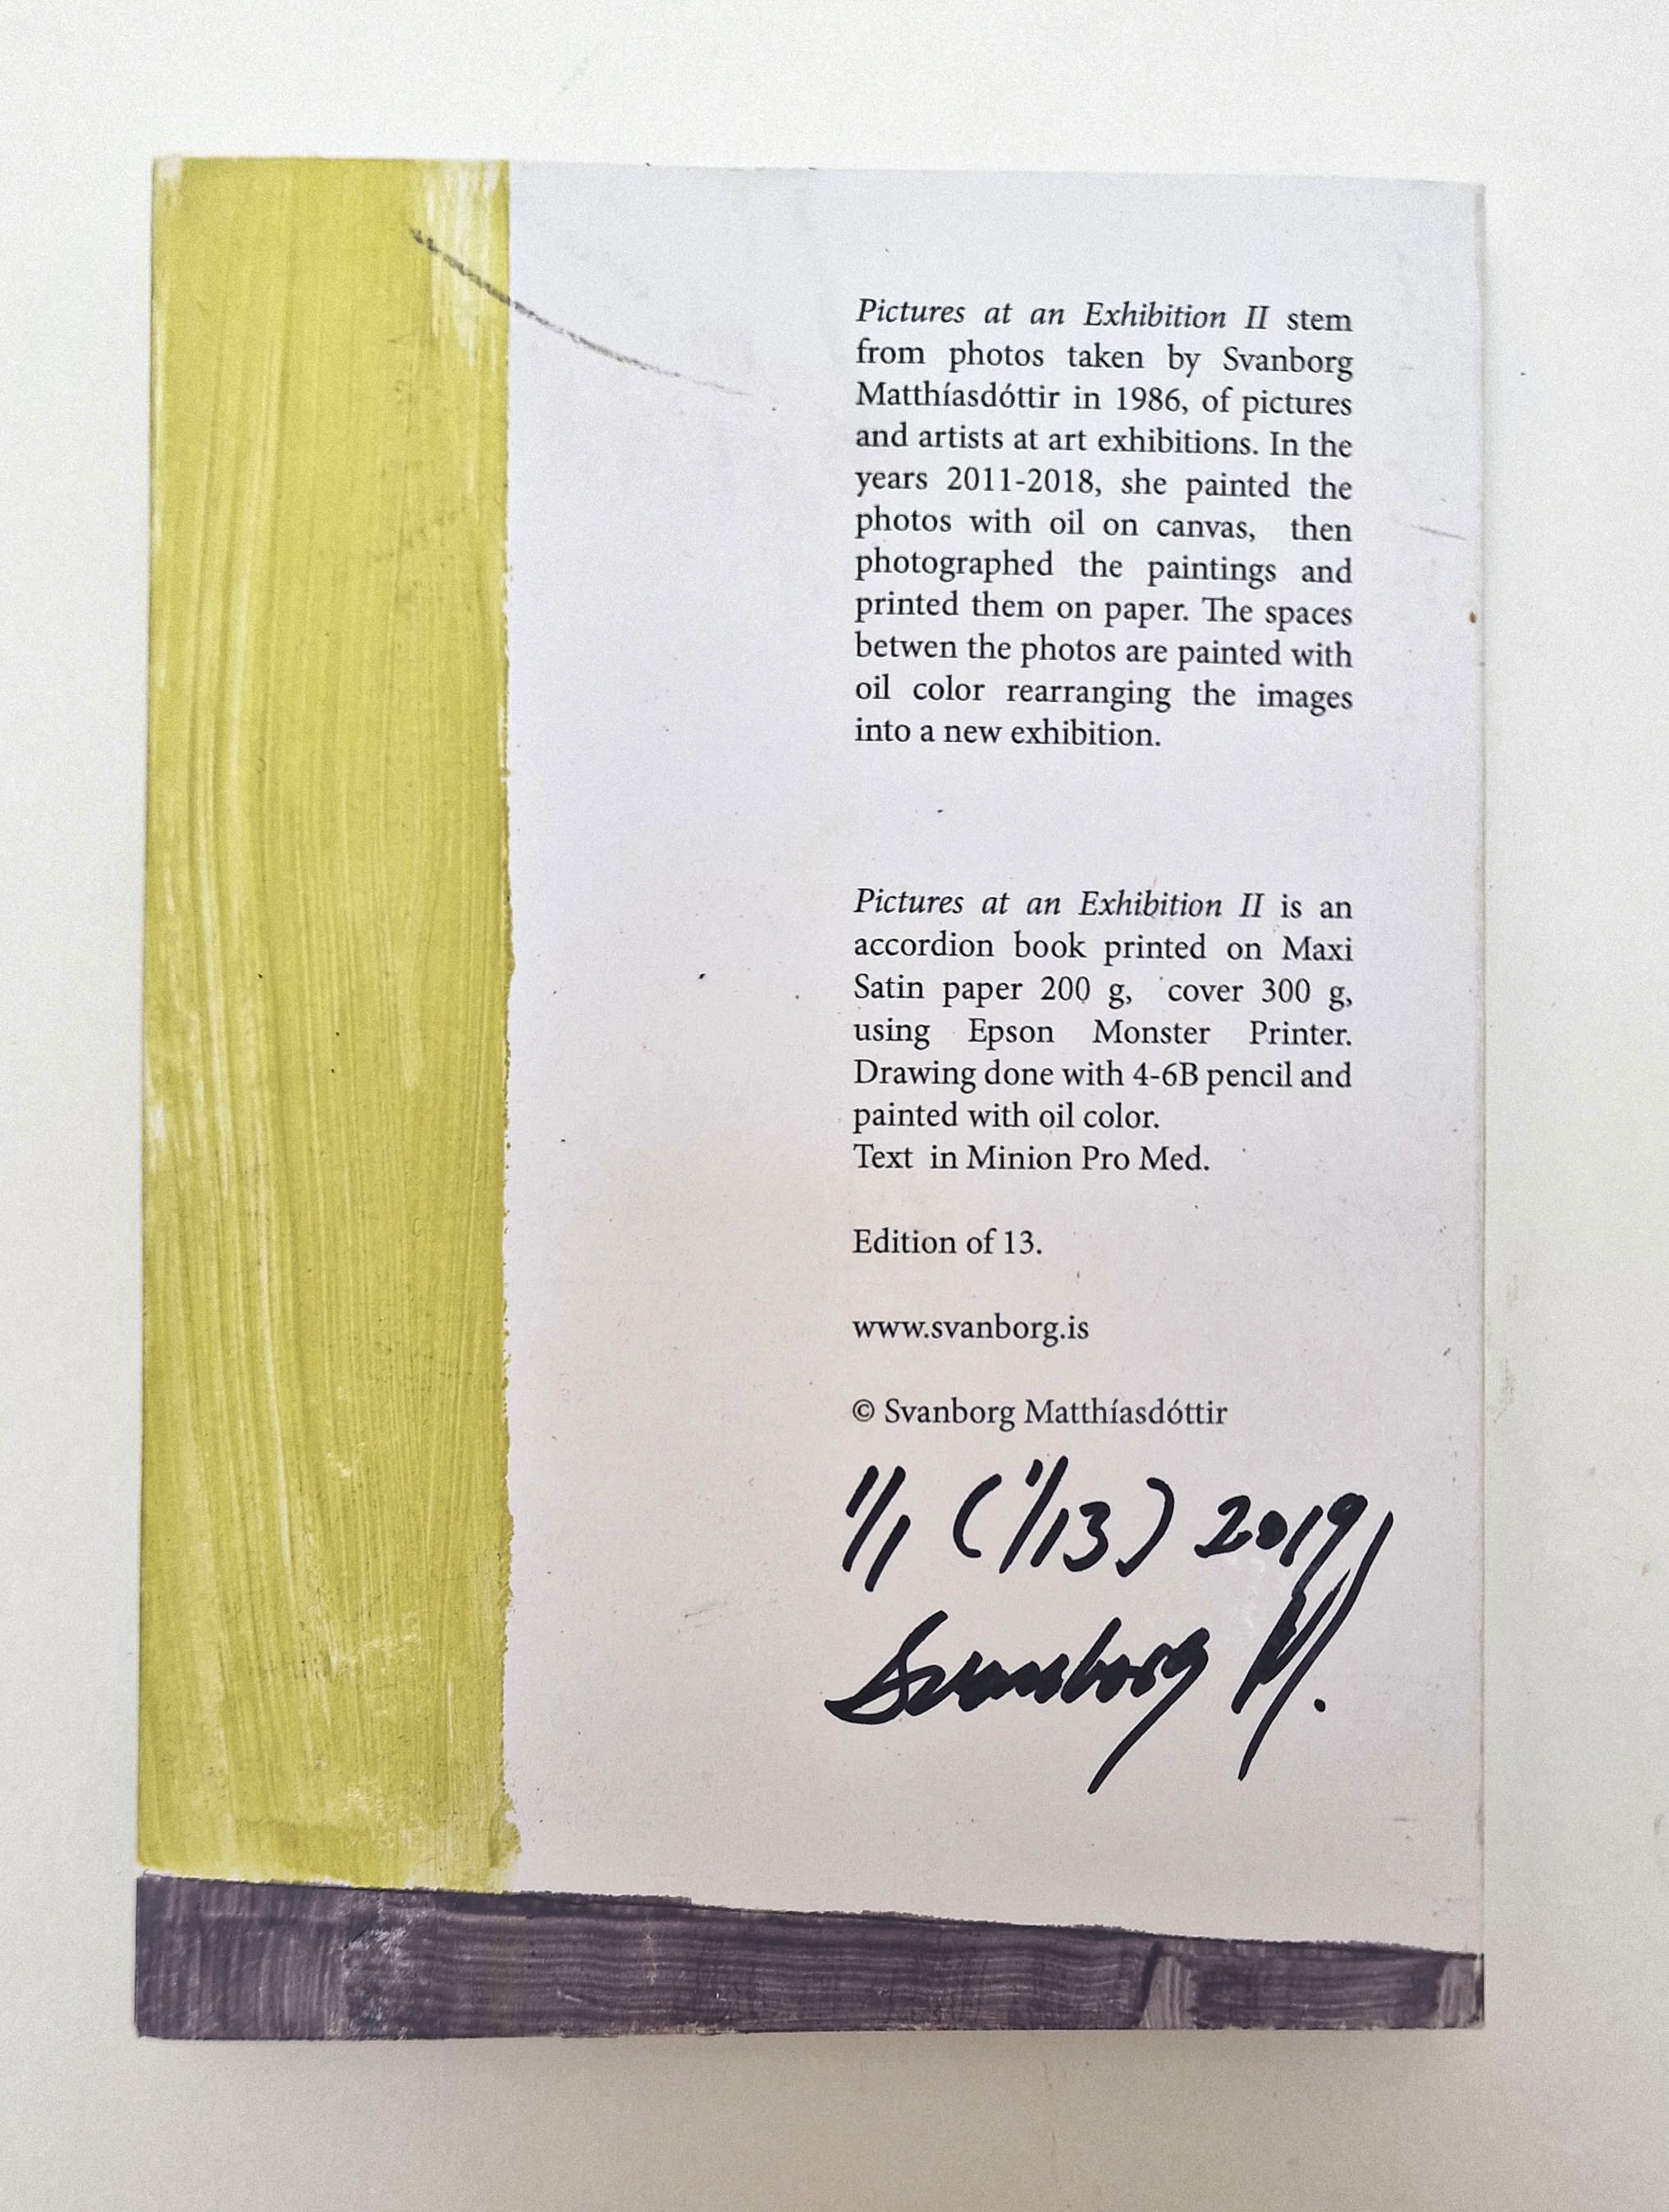 Pictures at an Exhibition II stem
from photos taken by Svanborg
Matthíasdóttir in 1986, of pictures
and artists at art exhibitions. In the
years 2011-2018, she painted the
photos with oil on canvas, then
photographed the paintings and
printed them on paper. The spaces
betwen the photos are painted with
oil color rearranging the images
into a new exhibition.
Pictures at an Exhibition II is an
accordion book printed on Maxi
Satin paper 200 g, cover 300 g,
using Epson Monster Printer.
Drawing done with 4-6B pencil and
painted with oil color.
Text in Minion Pro Med.
Edition of 13.
www.svanborg.is
© Svanborg Matthíasdóttir
1/1 (1/13) 2019
Svanborg M.